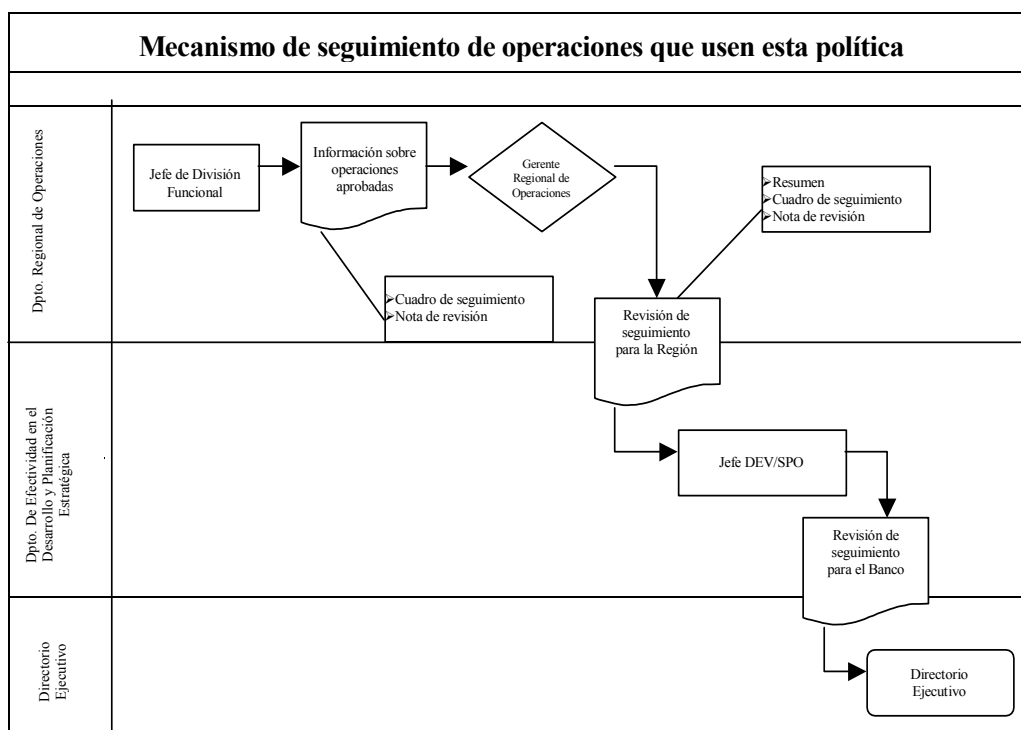 Mecanismo de seguimiento de operaciones que usen esta política
Dpto. Regional de Operaciones
Jefe de División
Funcional
Información sobre
operaciones
aprobadas
Gerente
Regional de
Operaciones
➢Resumen
➢Cuadro de seguimiento
➢Nota de revisión
➢Cuadro de seguimiento
➢Nota de revisión
Revisión de
seguimiento
para la Región
Dpto. De Efectividad en el
Desarrollo y Planificación
Estratégica
Jefe DEV/SPO
Revisión de
seguimiento
para el Banco
Directorio
Ejecutivo
Directorio
Ejecutivo